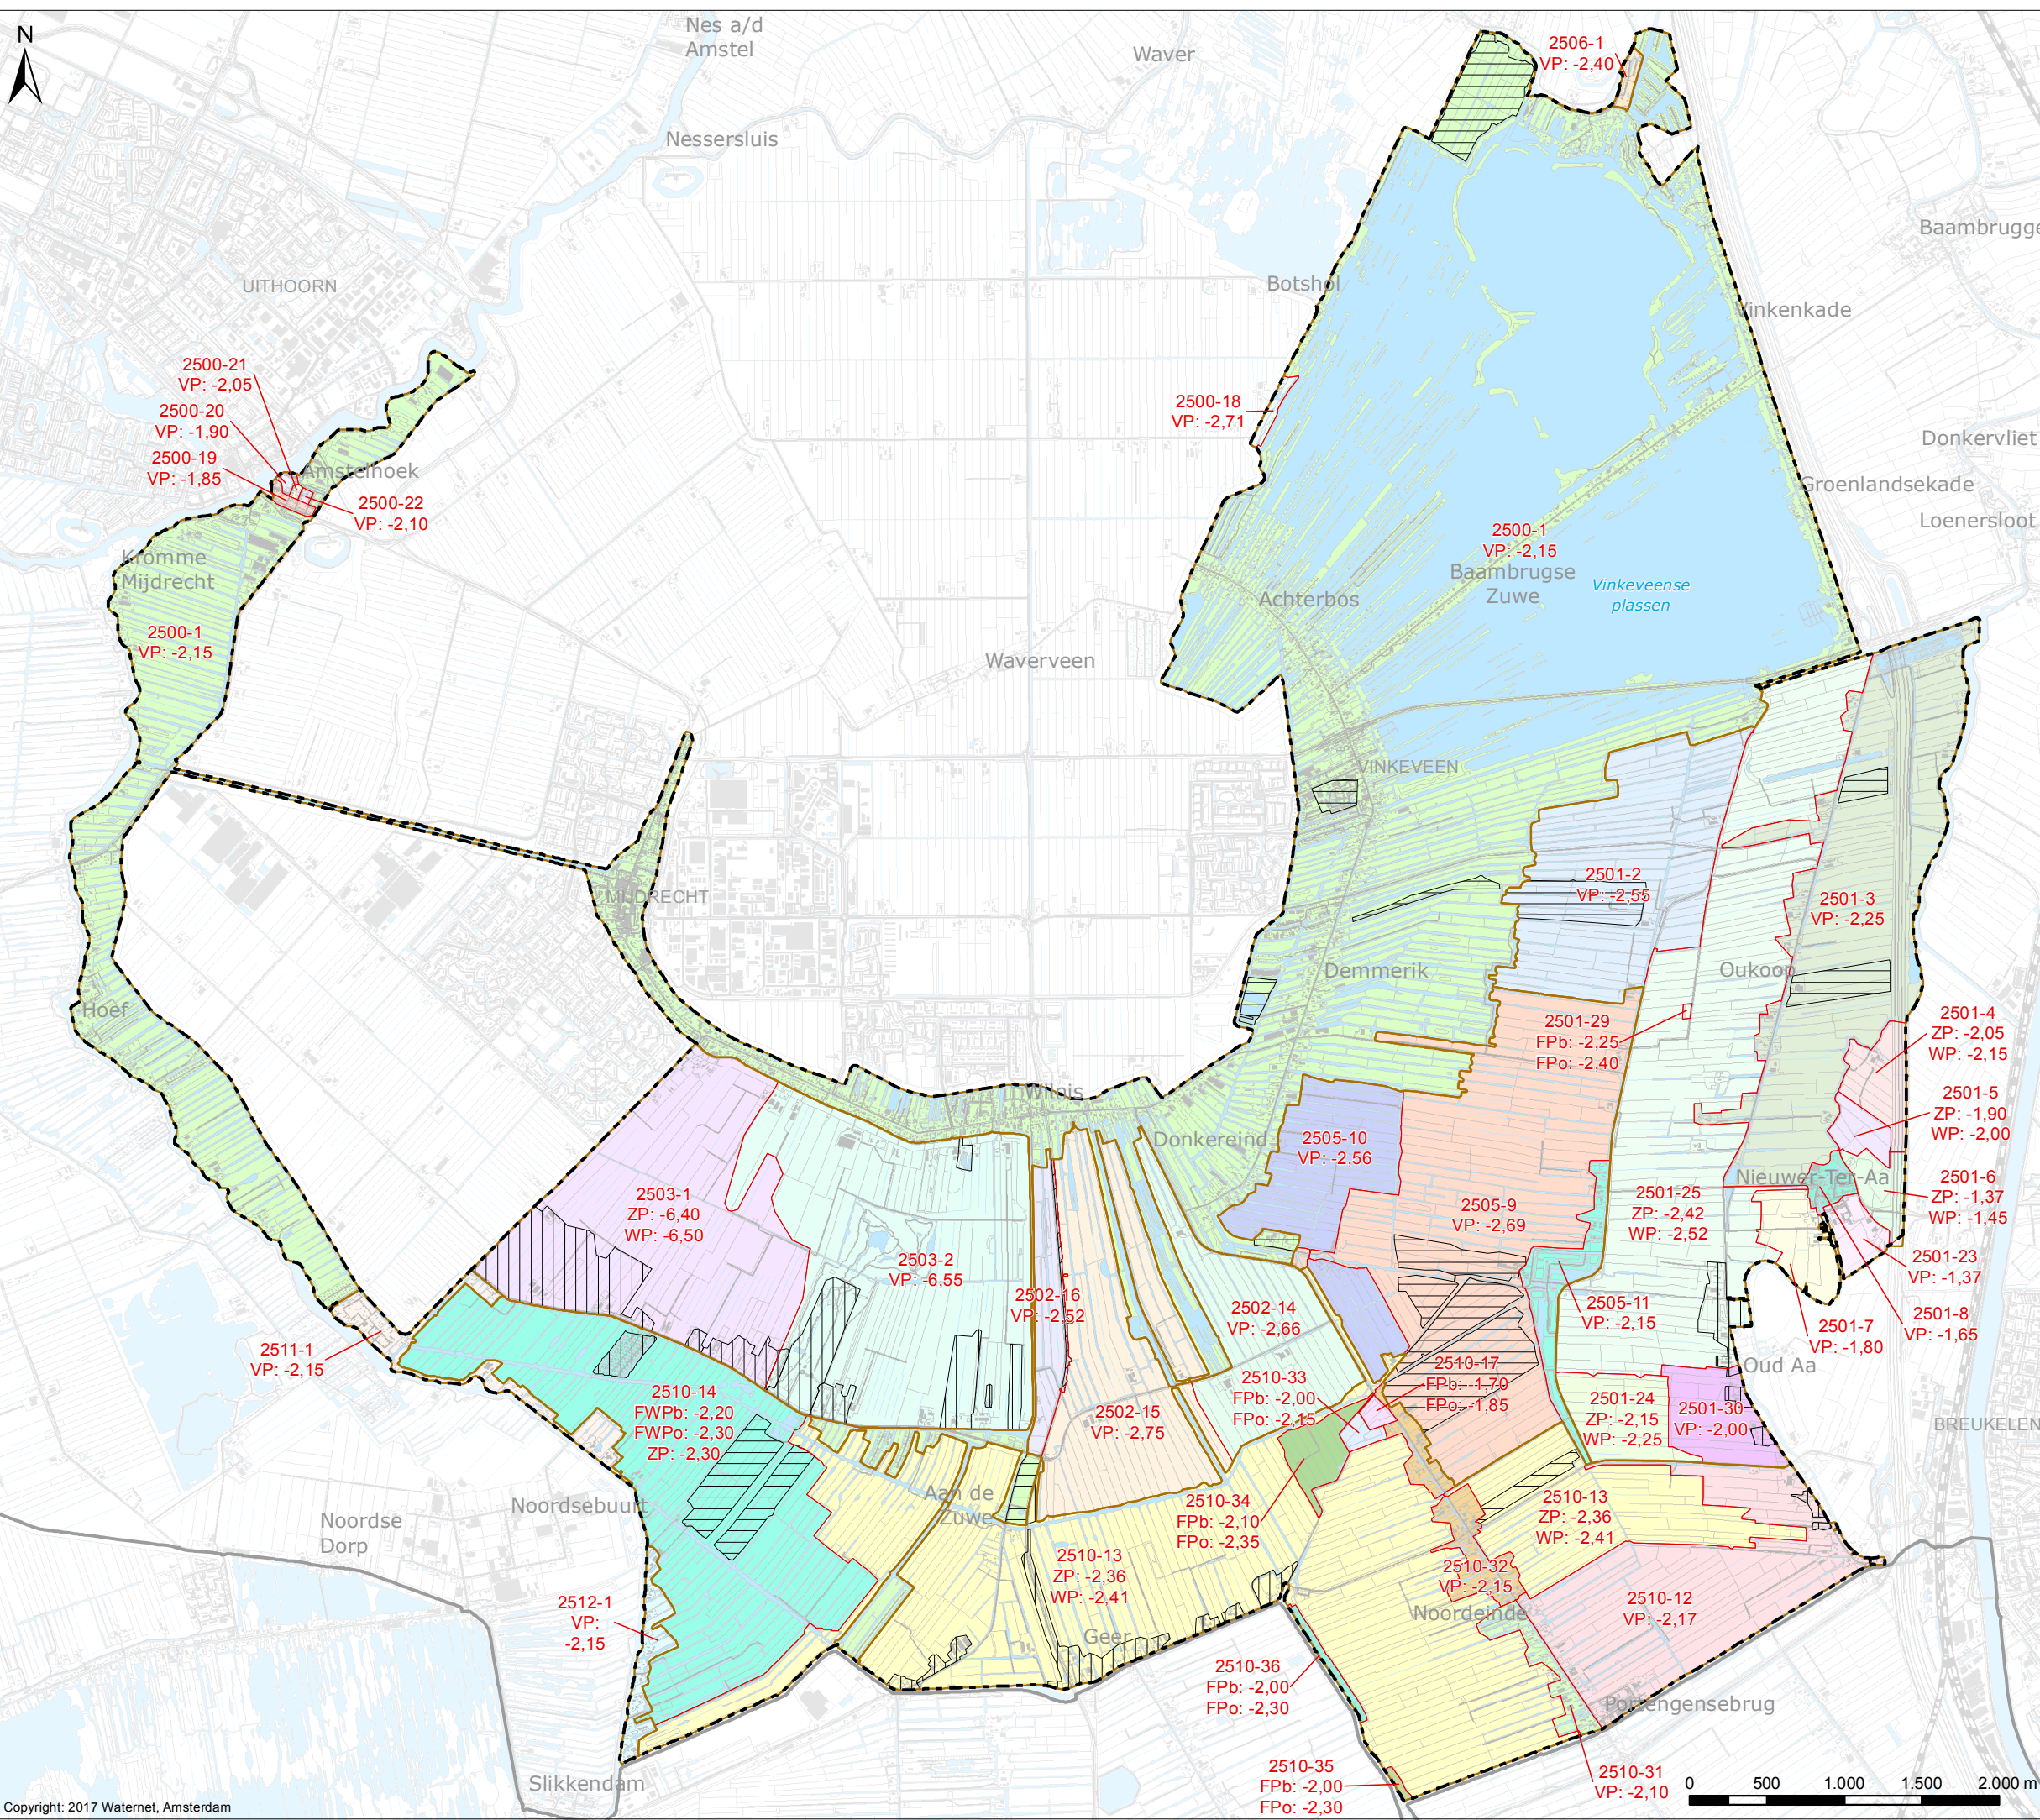 N
Nes a/d
Amstel
Waver
2506-1
VP: -2,40
Nessersluis
Baambrugge
UITHOORN
Botshol
Vinkenkade
2500-21
VP: -2,05
2500-20
VP: -1,90
2500-19
VP: -1,85
Amstelhoek
2500-22
VP: -2,10
2500-18
VP: -2,71
Donkervliet
Groenlandsekade
Loenersloot
2500-1
VP: -2,15
Baambrugse
Zuwe
Vinkeveense
plassen
Kromme
Mijdrecht
Achterbos
2500-1
VP: -2,15
Waverveen
VINKEVEEN
MIJDRECHT
2501-2
VP: -2,55
2501-3
VP: -2,25
Demmerik
Oukoop
Hoef
2501-29
FPb: -2,25
FPo: -2,40
2501-4
ZP: -2,05
WP: -2,15
Wilnis
2501-5
ZP: -1,90
WP: -2,00
Donkereind
2505-10
VP: -2,56
Nieuwer-Ter-Aa
2501-6
ZP: -1,37
WP: -1,45
2503-1
ZP: -6,40
WP: -6,50
2505-9
VP: -2,69
2501-25
ZP: -2,42
WP: -2,52
2503-2
VP: -6,55
2501-23
VP: -1,37
2502-16
VP: -2,52
2502-14
VP: -2,66
2505-11
VP: -2,15
2501-8
VP: -1,65
2501-7
VP: -1,80
2511-1
VP: -2,15
Oud Aa
2510-17
FPb: -1,70
FPo: -1,85
2510-33
FPb: -2,00
FPo: -2,15
2510-14
FWPb: -2,20
FWPo: -2,30
ZP: -2,30
2502-15
VP: -2,75
2501-24
ZP: -2,15
WP: -2,25
2501-30
VP: -2,00
BREUKELEN
Aan de
Zuwe
Noordsebuurt
Noordse
Dorp
2510-34
FPb: -2,10
FPo: -2,35
2510-13
ZP: -2,36
WP: -2,41
2510-13
ZP: -2,36
WP: -2,41
2510-32
VP: -2,15
2512-1
VP:
-2,15
Noordeinde
2510-12
VP: -2,17
Geer
2510-36
FPb: -2,00
FPo: -2,30
Portengensebrug
2510-35
FPb: -2,00
FPo: -2,30
2510-31
VP: -2,10
Slikkendam
0 500 1.000 1.500 2.000 m
Copyright: 2017 Waternet, Amsterdam